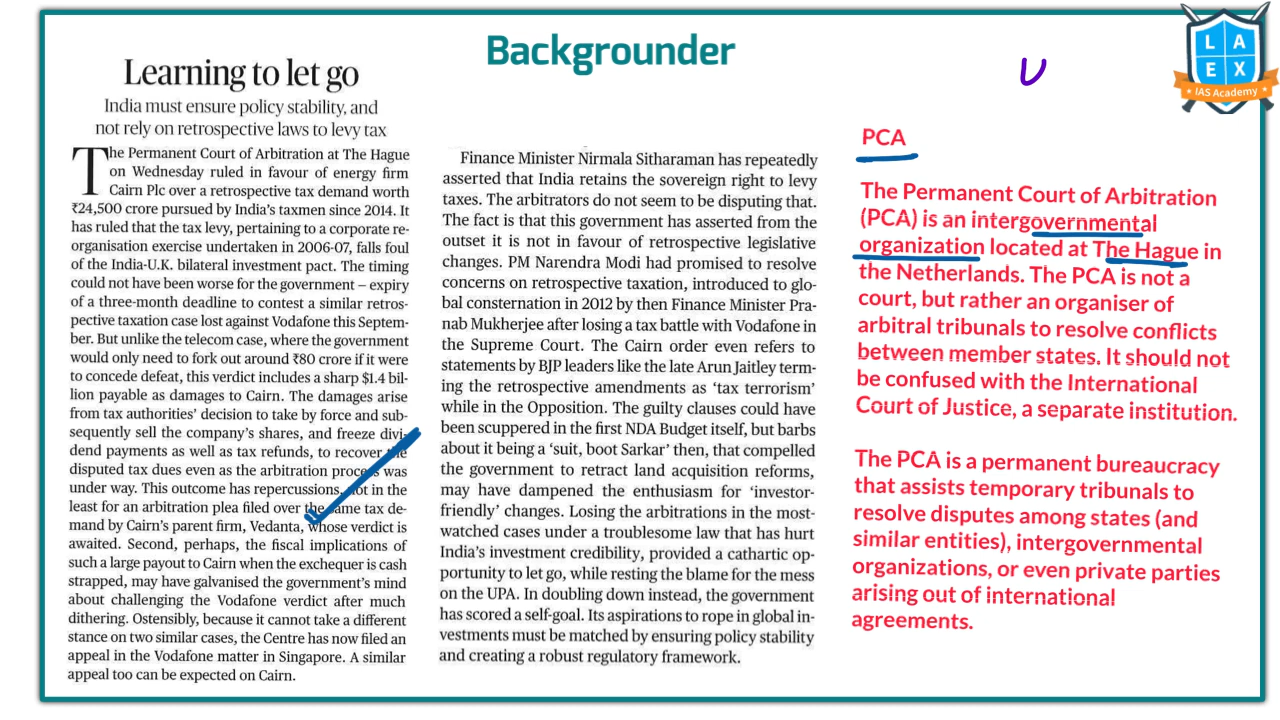 Backgrounder
L A
E X
IAS Academy
Learning to let go
India must ensure policy stability, and
not rely on retrospective laws to levy tax
The Permanent Court of Arbitration at The Hague
on Wednesday ruled in favour of energy firm
Cairn Plc over a retrospective tax demand worth
₹24,500 crore pursued by India's taxmen since 2014. It
has ruled that the tax levy, pertaining to a corporate re-
organisation exercise undertaken in 2006-07, falls foul
of the India-U.K. bilateral investment pact. The timing
could not have been worse for the government – expiry
of a three-month deadline to contest a similar retros-
pective taxation case lost against Vodafone this Septem-
ber. But unlike the telecom case, where the government
would only need to fork out around ₹80 crore if it were
to concede defeat, this verdict includes a sharp $1.4 bil-
lion payable as damages to Cairn. The damages arise
from tax authorities' decision to take by force and sub-
sequently sell the company's shares, and freeze divi-
dend payments as well as tax refunds, to recover the
disputed tax dues even as the arbitration process was
under way. This outcome has repercussions, not in the
least for an arbitration plea filed over the same tax de-
mand by Cairn's parent firm, Vedanta, whose verdict is
awaited. Second, perhaps, the fiscal implications of
such a large payout to Cairn when the exchequer is cash
strapped, may have galvanised the government's mind
about challenging the Vodafone verdict after much
dithering. Ostensibly, because it cannot take a different
stance on two similar cases, the Centre has now filed an
appeal in the Vodafone matter in Singapore. A similar
appeal too can be expected on Cairn.
Finance Minister Nirmala Sitharaman has repeatedly
asserted that India retains the sovereign right to levy
taxes. The arbitrators do not seem to be disputing that.
The fact is that this government has asserted from the
outset it is not in favour of retrospective legislative
changes. PM Narendra Modi had promised to resolve
concerns on retrospective taxation, introduced to glo-
bal consternation in 2012 by then Finance Minister Pra-
nab Mukherjee after losing a tax battle with Vodafone in
the Supreme Court. The Cairn order even refers to
statements by BJP leaders like the late Arun Jaitley term-
ing the retrospective amendments as 'tax terrorism'
while in the Opposition. The guilty clauses could have
been scuppered in the first NDA Budget itself, but barbs
about it being a 'suit, boot Sarkar' then, that compelled
the government to retract land acquisition reforms,
may have dampened the enthusiasm for 'investor-
friendly' changes. Losing the arbitrations in the most-
watched cases under a troublesome law that has hurt
India's investment credibility, provided a cathartic op-
portunity to let go, while resting the blame for the mess
on the UPA. In doubling down instead, the government
has scored a self-goal. Its aspirations to rope in global in-
vestments must be matched by ensuring policy stability
and creating a robust regulatory framework.
PCA
The Permanent Court of Arbitration
(PCA) is an intergovernmental
organization located at The Hague in
the Netherlands. The PCA is not a
court, but rather an organiser of
arbitral tribunals to resolve conflicts
between member states. It should not
be confused with the International
Court of Justice, a separate institution.
The PCA is a permanent bureaucracy
that assists temporary tribunals to
resolve disputes among states (and
similar entities), intergovernmental
organizations, or even private parties
arising out of international
agreements.